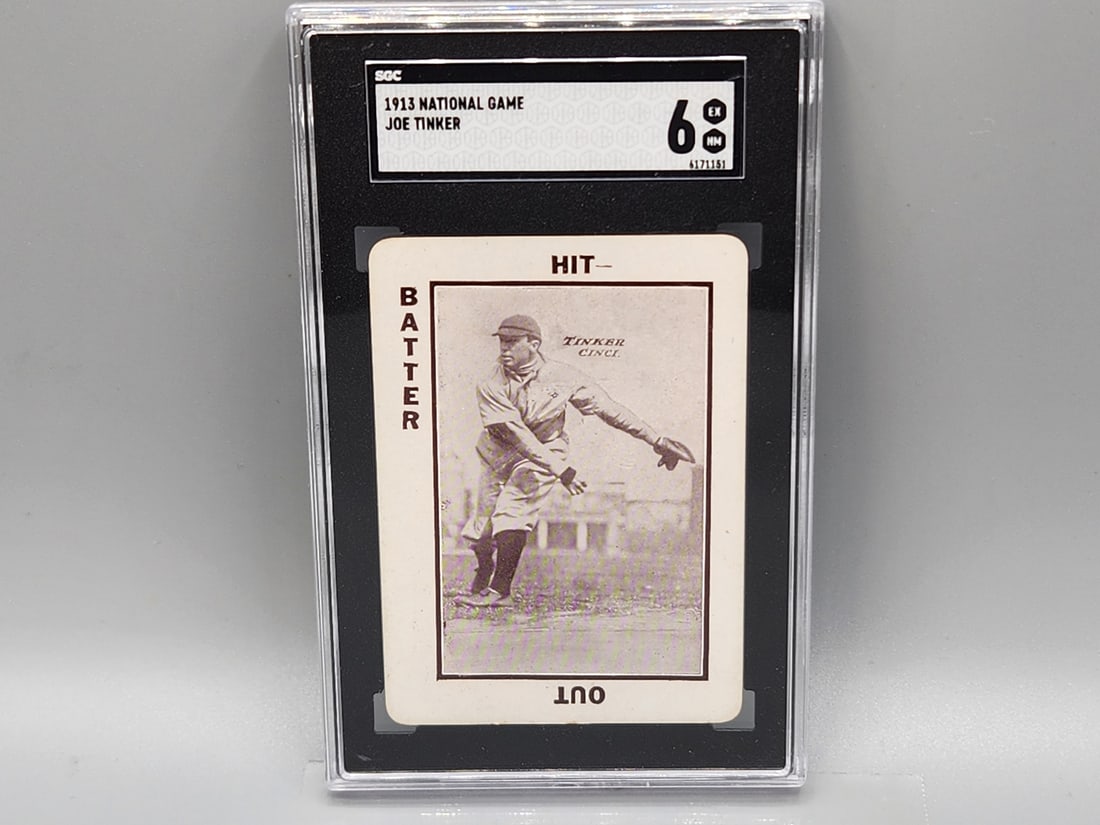 SGC
1913 NATIONAL GAME
JOE TINKER
6
EX
NM
6171151
HIT—
BATTER
TINKER
CINCI.
OUT